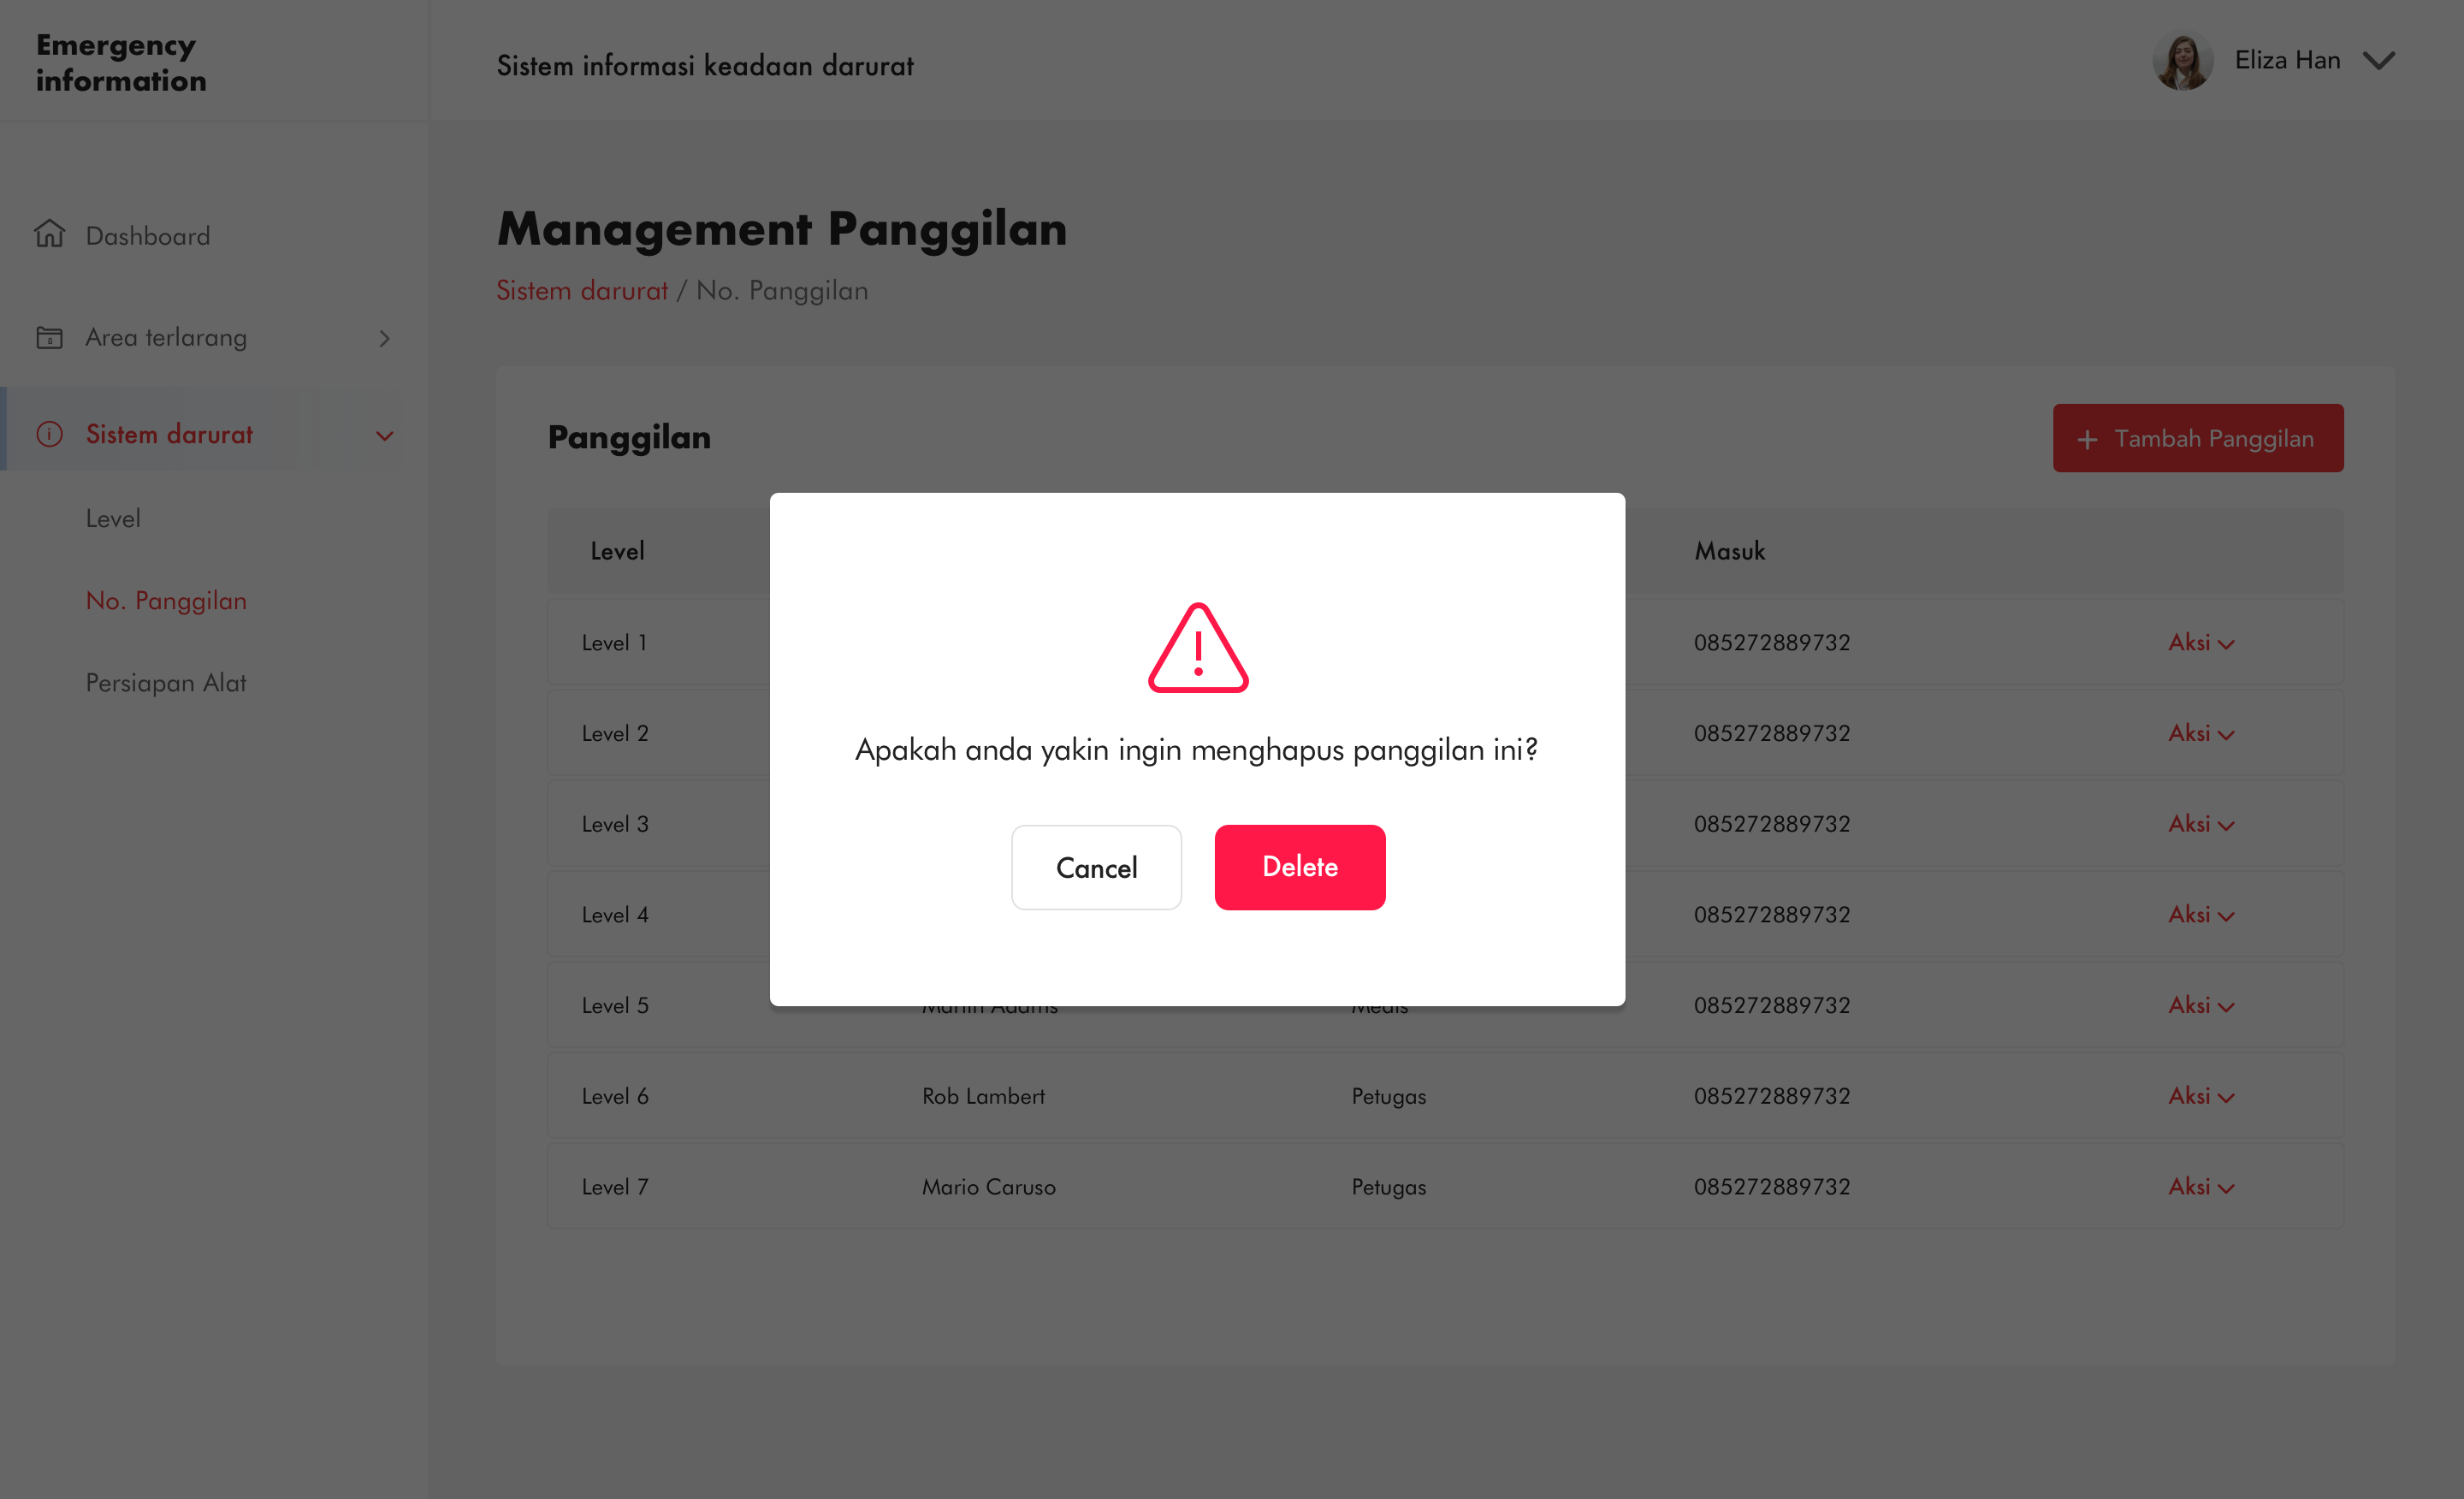 Emergency
information
Sistem informasi keadaan darurat
Eliza Han
Dashboard
Area terlarang
Sistem darurat
Level
No. Panggilan
Persiapan Alat
Management Panggilan
Sistem darurat / No. Panggilan
Panggilan
+ Tambah Panggilan
Level Masuk
Level 1 085272889732 Aksi
Level 2 085272889732 Aksi
Level 3 085272889732 Aksi
Level 4 085272889732 Aksi
Level 5 Martin Adams Medis 085272889732 Aksi
Level 6 Rob Lambert Petugas 085272889732 Aksi
Level 7 Mario Caruso Petugas 085272889732 Aksi
Apakah anda yakin ingin menghapus panggilan ini?
Cancel Delete